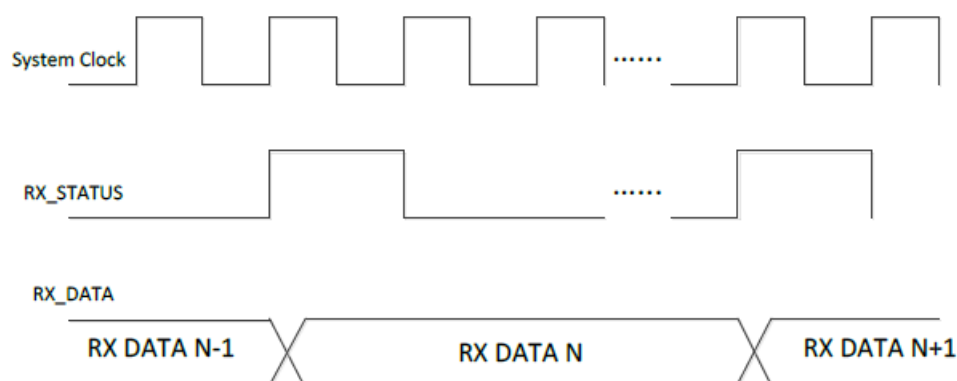 System Clock
......
RX_STATUS
......
RX_DATA
RX DATA N-1
RX DATA N
RX DATA N+1